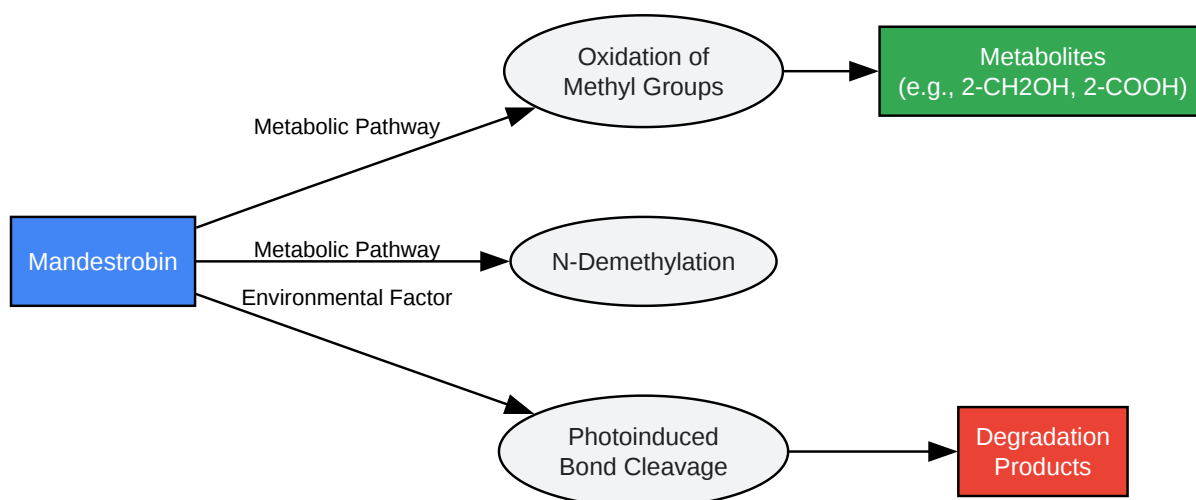 Oxidation of
Methyl Groups
Metabolites
(e.g., 2-CH2OH, 2-COOH)
Metabolic Pathway
Mandestrobin
Metabolic Pathway
N-Demethylation
Environmental Factor
Photoinduced
Bond Cleavage
Degradation
Products